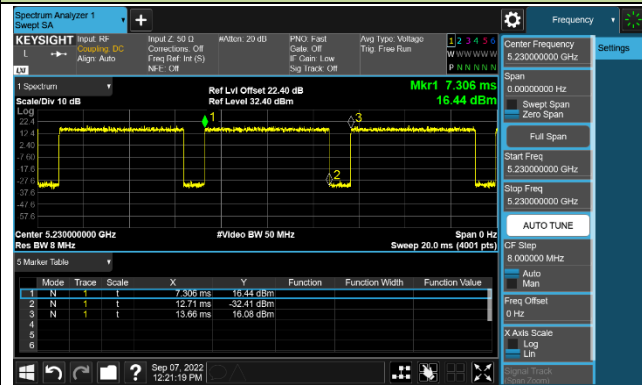 Spectrum Analyzer 1
Swept SA
Frequency
Settings
KEYSIGHT
L
LXI
Input: RF
Coupling: DC
Align: Auto
Input Z: 50 Ω
Corrections: Off
Freq Ref: Int (S)
NFE: Off
#Atten: 20 dB
PNO: Fast
Gate: Off
IF Gain: Low
Sig Track: Off
Avg Type: Voltage
Trig: Free Run
1 2 3 4 5 6
W W W W W W
P N N N N N
1 Spectrum
Scale/Div 10 dB
Log
Ref Lvl Offset 22.40 dB
Ref Level 32.40 dBm
Mkr1 7.306 ms
16.44 dBm
22.4
12.4
2.40
-7.60
-17.6
-27.6
-37.6
-47.6
-57.6
1
2
3
Center 5.230000000 GHz
Res BW 8 MHz
#Video BW 50 MHz
Span 0 Hz
Sweep 20.0 ms (4001 pts)
5 Marker Table
Mode Trace Scale X Y Function Function Width Function Value
1 N 1 t 7.306 ms 16.44 dBm
2 N 1 t 12.71 ms -32.41 dBm
3 N 1 t 13.66 ms 16.08 dBm
4
5
6
Center Frequency
5.230000000 GHz
Span
0.00000000 Hz
Swept Span
Zero Span
Full Span
Start Freq
5.230000000 GHz
Stop Freq
5.230000000 GHz
AUTO TUNE
CF Step
8.000000 MHz
Auto
Man
Freq Offset
0 Hz
X Axis Scale
Log
Lin
Signal Track
(Span Zoom)
?
Sep 07, 2022
12:21:19 PM